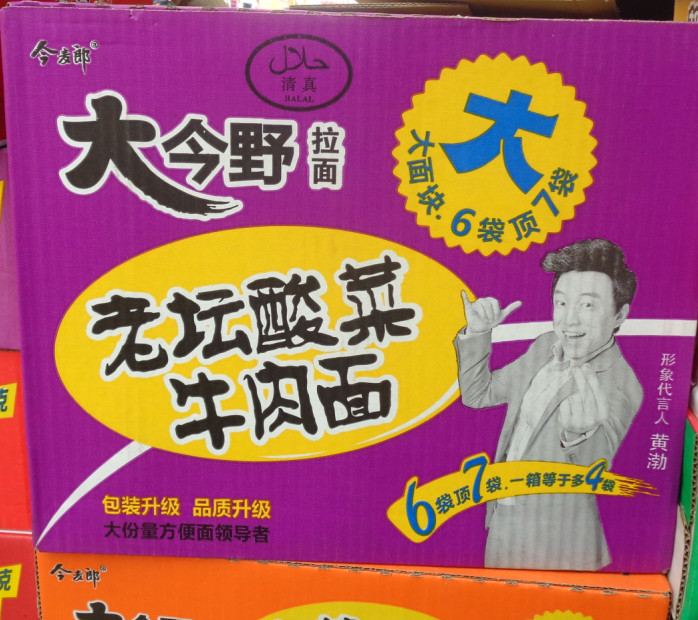 今麦郎
حلال
清真
HALAL
大今野
拉面
大
大面块·6袋顶7袋
老坛酸菜
牛肉面
形象代言人 黄渤
6袋顶7袋·一箱等于多4袋
包装升级 品质升级
大份量方便面领导者
今麦郎
克
克